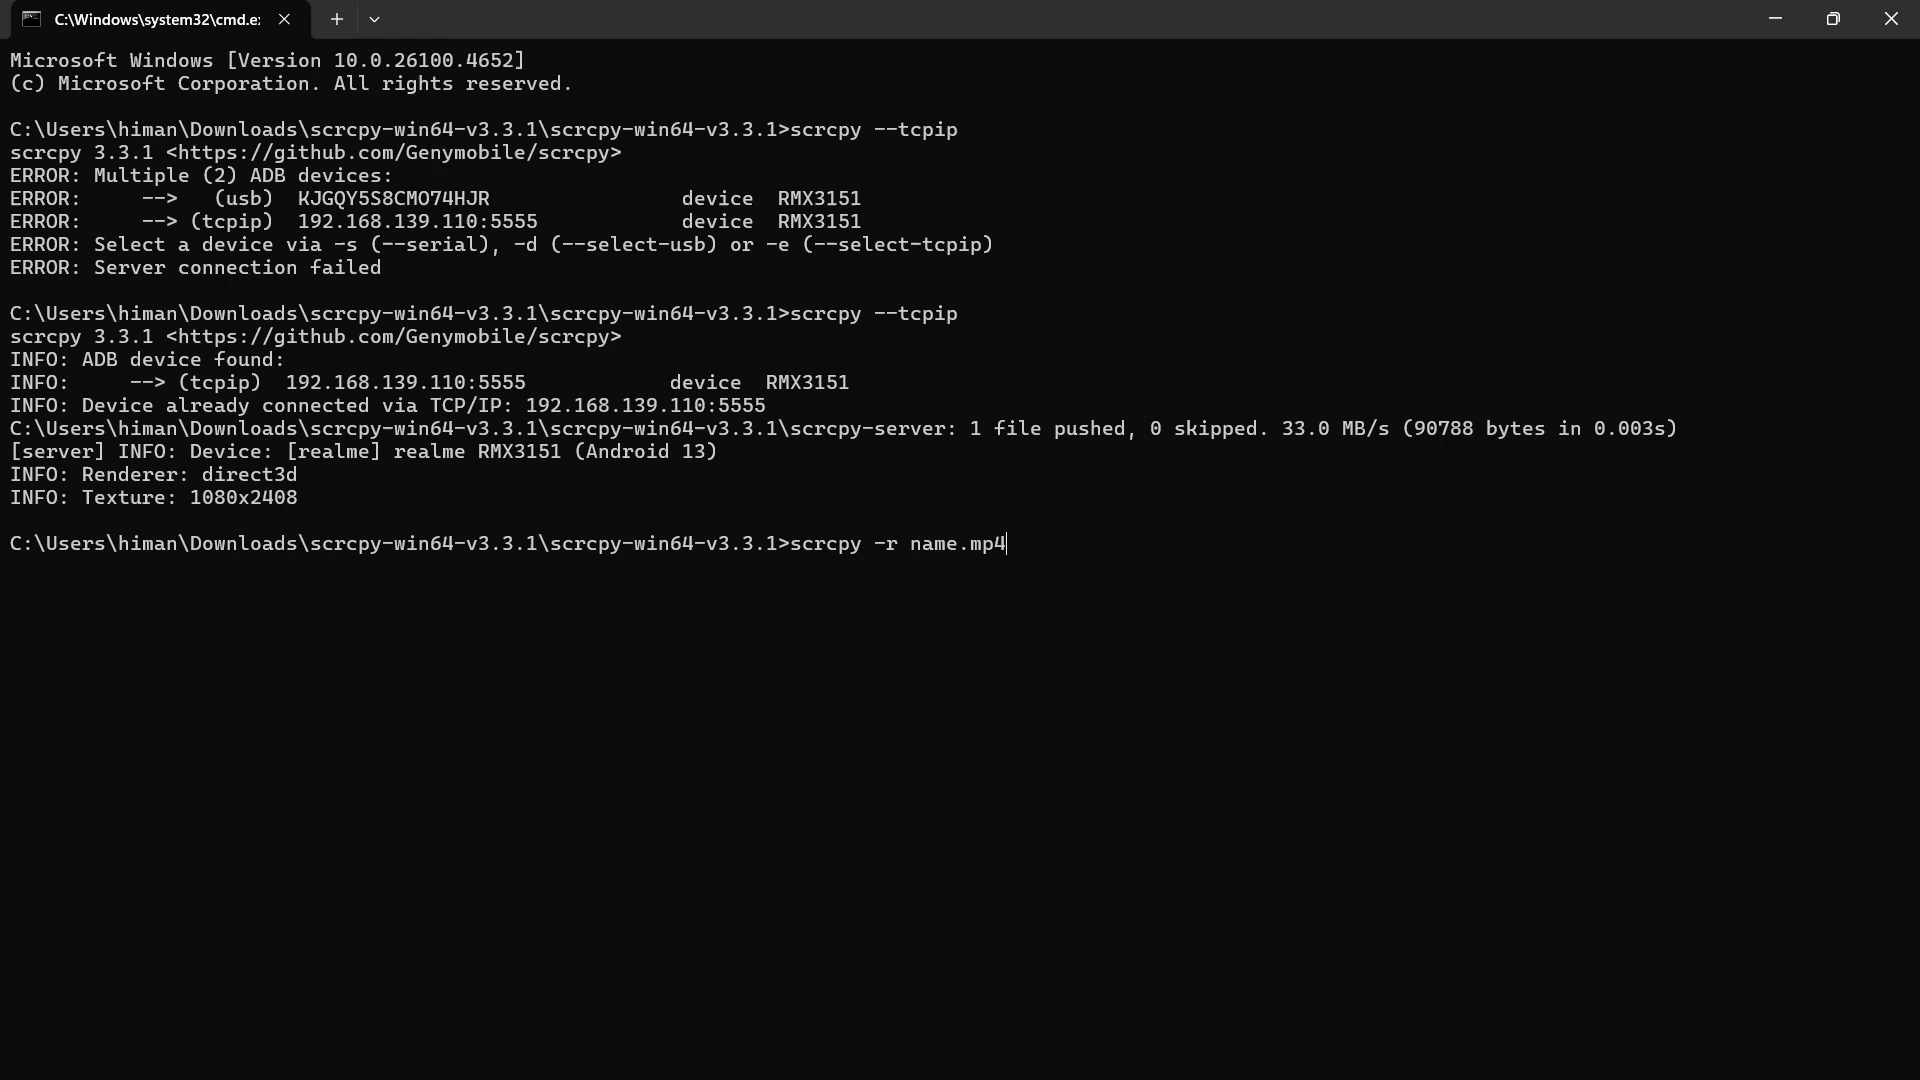 C:\Windows\system32\cmd.e
Microsoft Windows [Version 10.0.26100.4652]
(c) Microsoft Corporation. All rights reserved.
C:\Users\himan\Downloads\scrcpy-win64-v3.3.1\scrcpy-win64-v3.3.1>scrcpy --tcpip
scrcpy 3.3.1 <https://github.com/Genymobile/scrcpy>
ERROR: Multiple (2) ADB devices:
ERROR:     -->   (usb)  KJGQY5S8CMO74HJR                device  RMX3151
ERROR:     --> (tcpip)  192.168.139.110:5555            device  RMX3151
ERROR: Select a device via -s (--serial), -d (--select-usb) or -e (--select-tcpip)
ERROR: Server connection failed
C:\Users\himan\Downloads\scrcpy-win64-v3.3.1\scrcpy-win64-v3.3.1>scrcpy --tcpip
scrcpy 3.3.1 <https://github.com/Genymobile/scrcpy>
INFO: ADB device found:
INFO:     --> (tcpip)  192.168.139.110:5555            device  RMX3151
INFO: Device already connected via TCP/IP: 192.168.139.110:5555
C:\Users\himan\Downloads\scrcpy-win64-v3.3.1\scrcpy-win64-v3.3.1\scrcpy-server: 1 file pushed, 0 skipped. 33.0 MB/s (90788 bytes in 0.003s)
[server] INFO: Device: [realme] realme RMX3151 (Android 13)
INFO: Renderer: direct3d
INFO: Texture: 1080x2408
C:\Users\himan\Downloads\scrcpy-win64-v3.3.1\scrcpy-win64-v3.3.1>scrcpy -r name.mp4